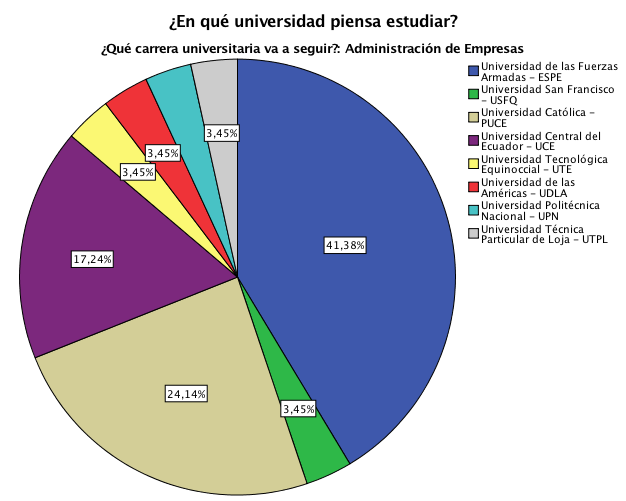 ¿En qué universidad piensa estudiar?
¿Qué carrera universitaria va a seguir?: Administración de Empresas
Universidad de las Fuerzas
Armadas – ESPE
Universidad San Francisco
– USFQ
Universidad Católica –
PUCE
Universidad Central del
Ecuador – UCE
Universidad Tecnológica
Equinoccial – UTE
Universidad de las
Américas – UDLA
Universidad Politécnica
Nacional – UPN
Universidad Técnica
Particular de Loja – UTPL
3,45%
3,45%
3,45%
41,38%
17,24%
24,14%
3,45%